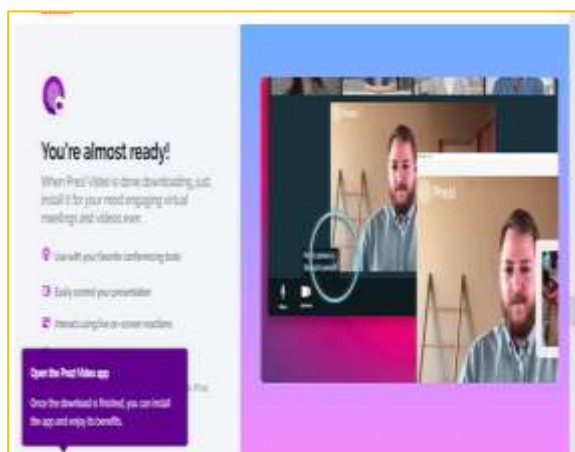 You're almost ready!
When Prezi Video is done downloading, just
install it for your most engaging virtual
meetings and videos ever.
Use with your favorite conferencing tools
Easily control your presentation
Interact using live on-screen reactions
Open the Prezi Video app
Once the download is finished, you can install
the app and enjoy its benefits.
Prezi
Prezi